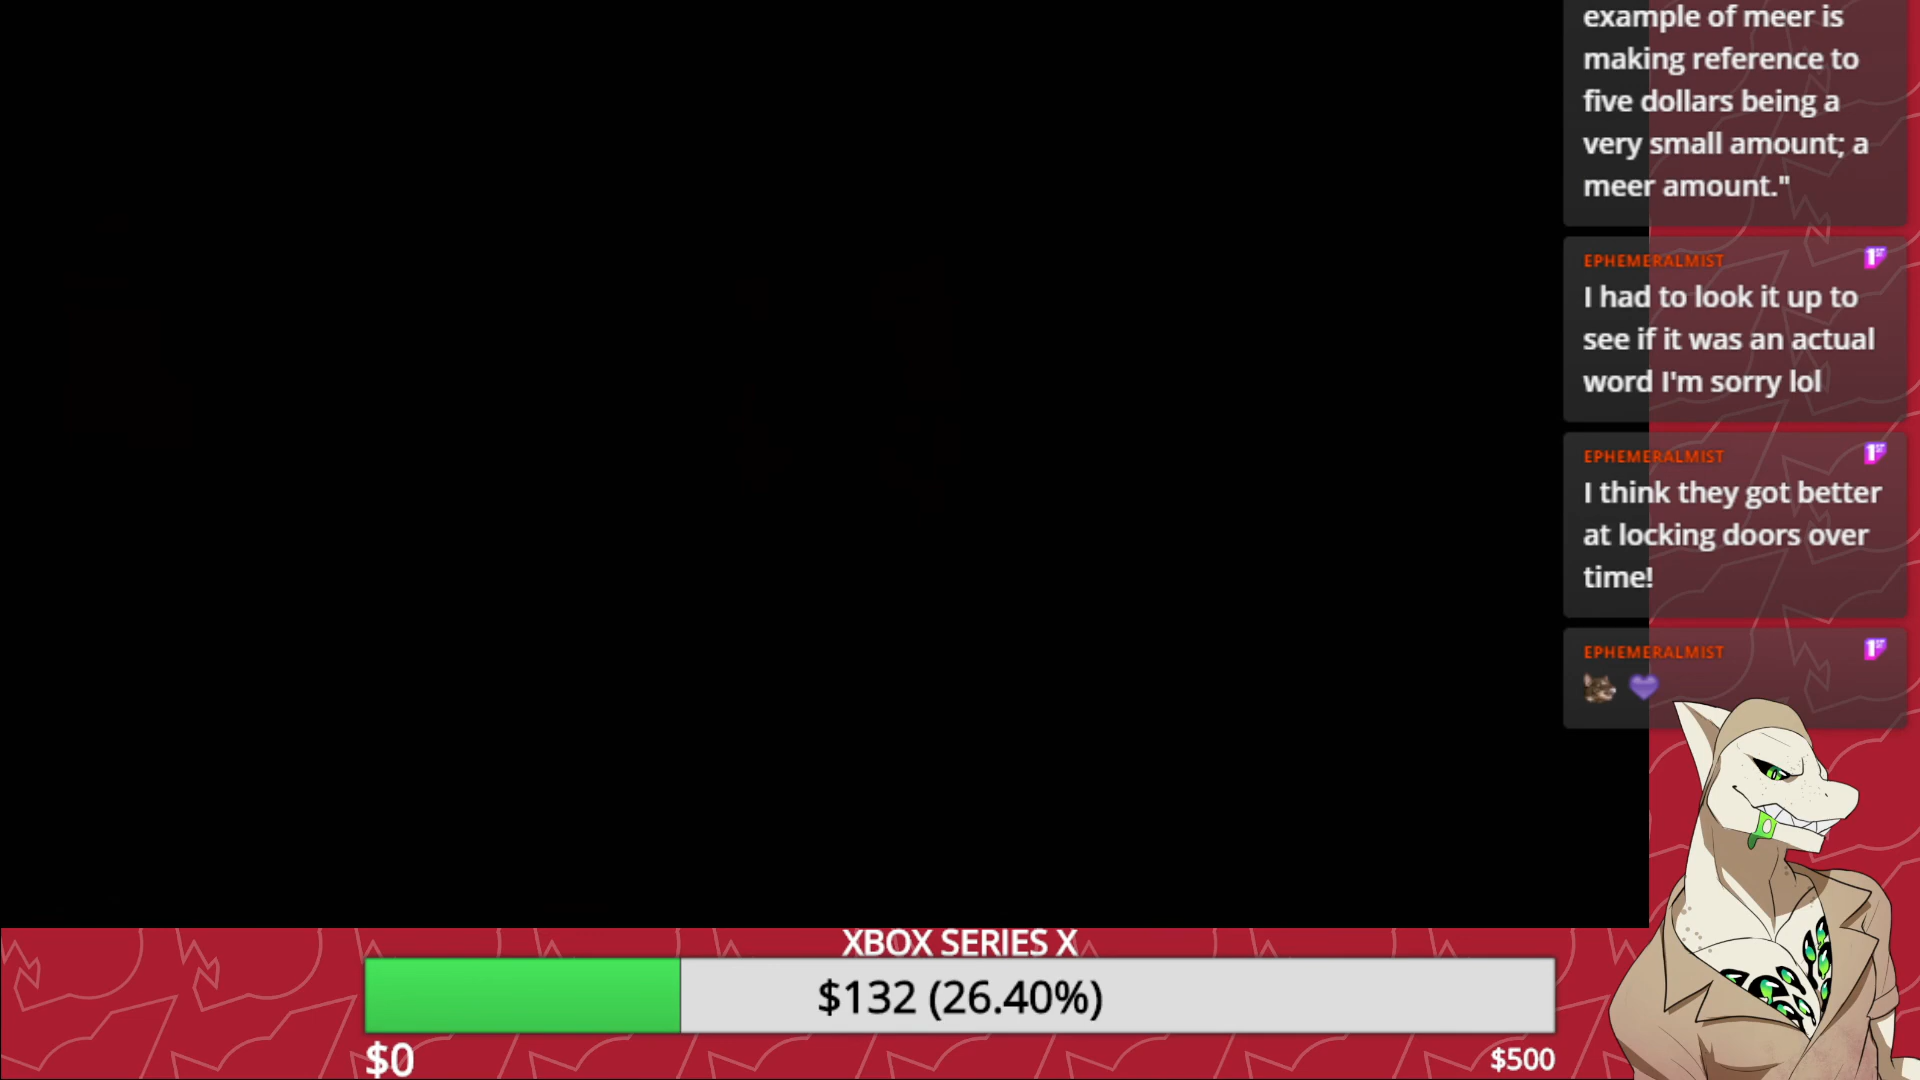 example of meer is
making reference to
five dollars being a
very small amount; a
meer amount."
EPHEMERALMIST
I had to look it up to
see if it was an actual
word I'm sorry lol
EPHEMERALMIST
I think they got better
at locking doors over
time!
EPHEMERALMIST
XBOX SERIES X
$132 (26.40%)
$0
$500